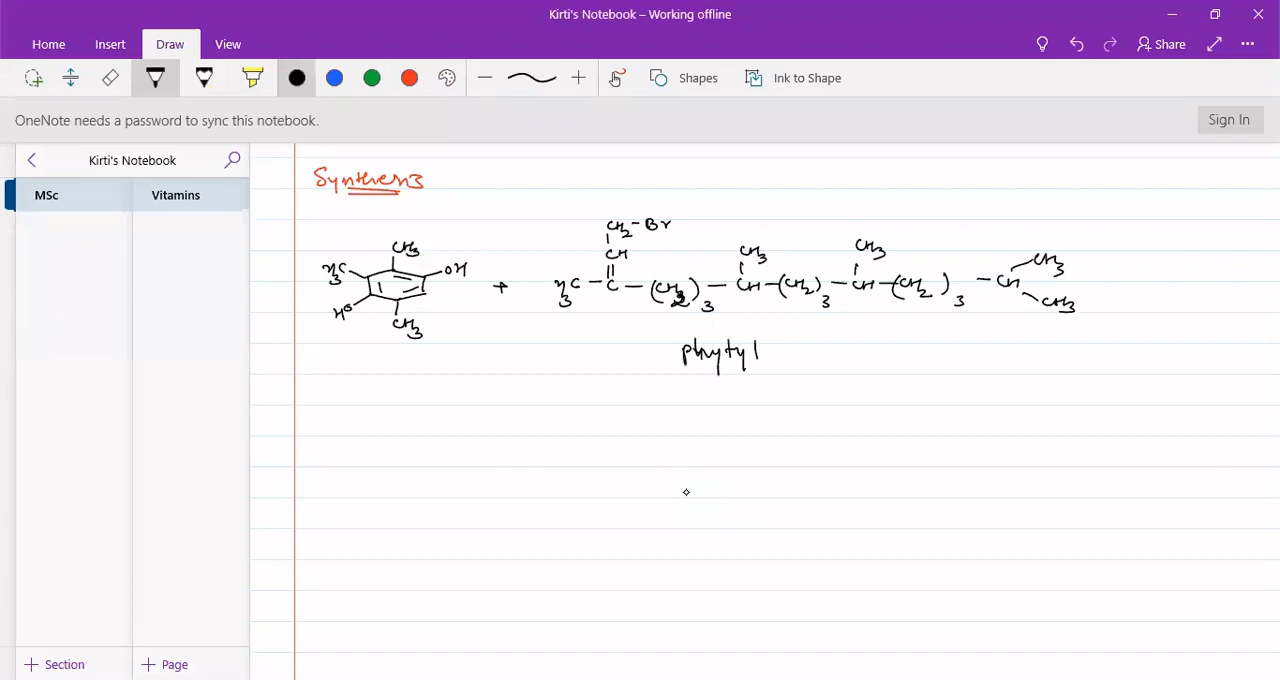 Kirti's Notebook – Working offline
Home Insert Draw View Share
Shapes Ink to Shape
OneNote needs a password to sync this notebook. Sign In
Kirti's Notebook
MSc Vitamins
Synthesis
CH2-Br
CH3 CH CH3 CH3 CH3
H3C OH + H3C - C - (CH2)3 - CH-(CH2)3 - CH-(CH2)3 - CH
HO CH3 CH3
phytyl
+ Section + Page